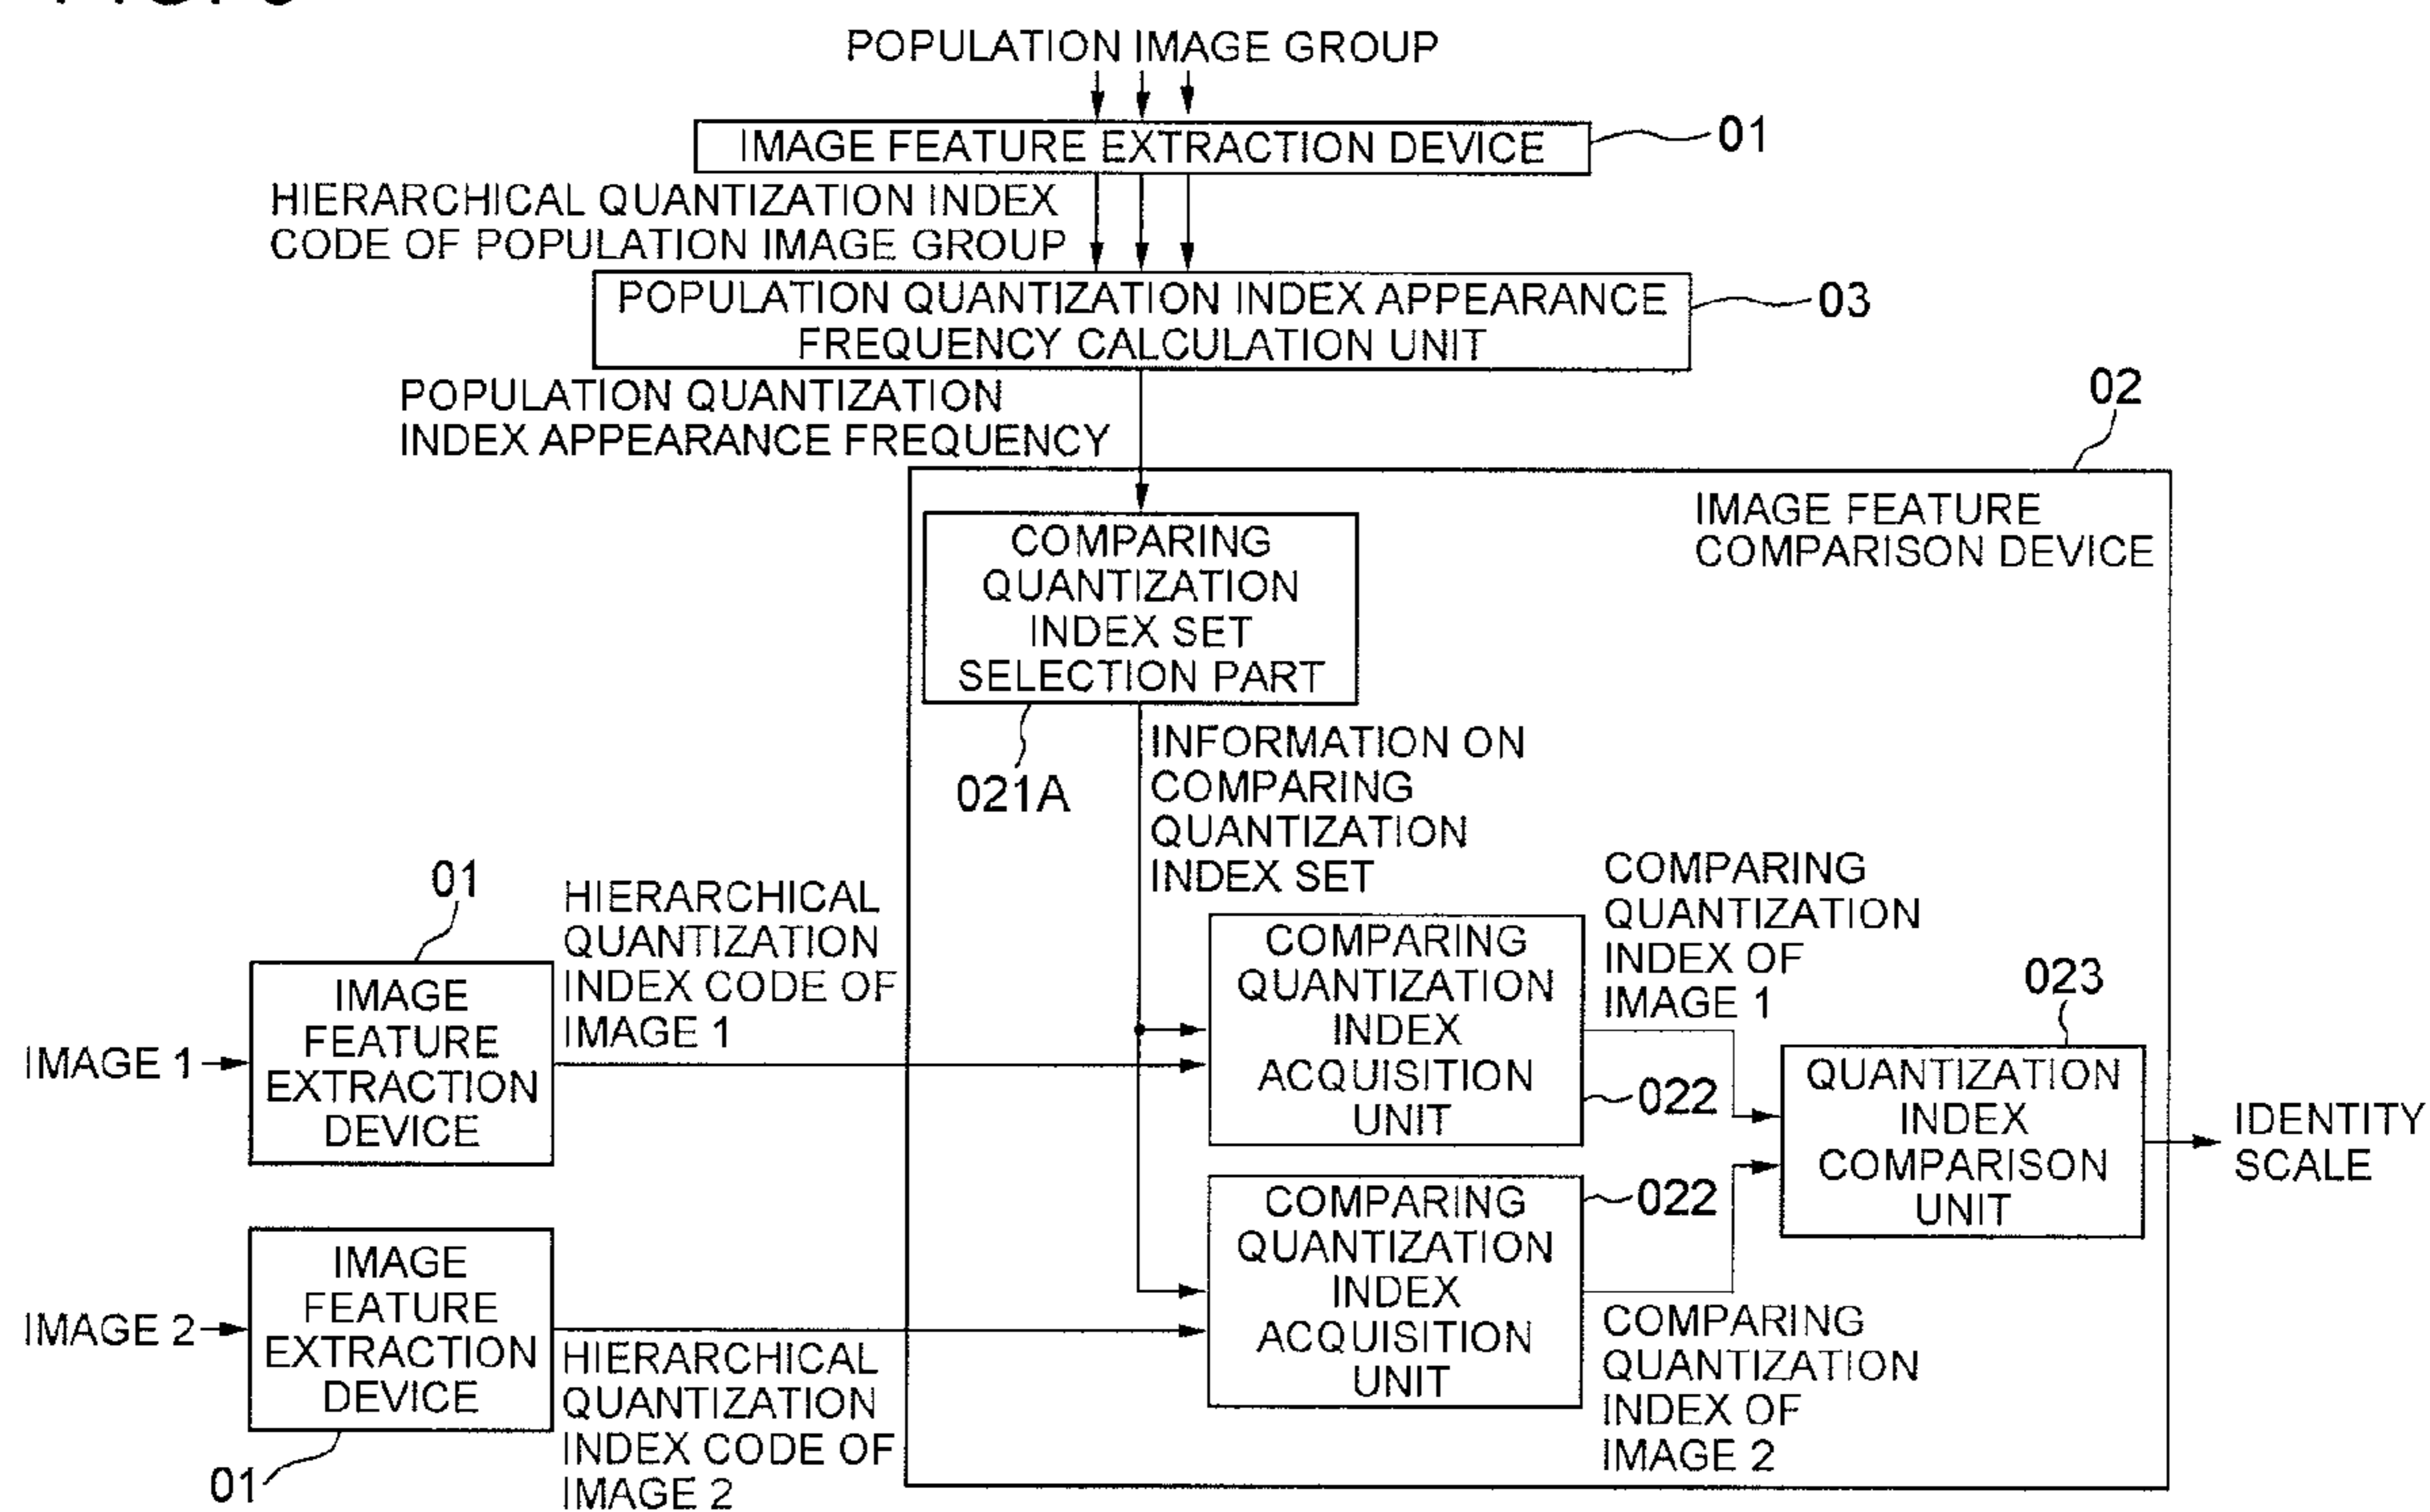 POPULATION IMAGE GROUP
IMAGE FEATURE EXTRACTION DEVICE
01
HIERARCHICAL QUANTIZATION INDEX
CODE OF POPULATION IMAGE GROUP
POPULATION QUANTIZATION INDEX APPEARANCE
FREQUENCY CALCULATION UNIT
03
POPULATION QUANTIZATION
INDEX APPEARANCE FREQUENCY
02
IMAGE FEATURE
COMPARISON DEVICE
COMPARING
QUANTIZATION
INDEX SET
SELECTION PART
021A
INFORMATION ON
COMPARING
QUANTIZATION
INDEX SET
01
HIERARCHICAL
QUANTIZATION
INDEX CODE OF
IMAGE 1
IMAGE 1
IMAGE
FEATURE
EXTRACTION
DEVICE
COMPARING
QUANTIZATION
INDEX
ACQUISITION
UNIT
022
COMPARING
QUANTIZATION
INDEX OF
IMAGE 1
023
QUANTIZATION
INDEX
COMPARISON
UNIT
IDENTITY
SCALE
IMAGE 2
IMAGE
FEATURE
EXTRACTION
DEVICE
01
HIERARCHICAL
QUANTIZATION
INDEX CODE OF
IMAGE 2
COMPARING
QUANTIZATION
INDEX
ACQUISITION
UNIT
022
COMPARING
QUANTIZATION
INDEX OF
IMAGE 2